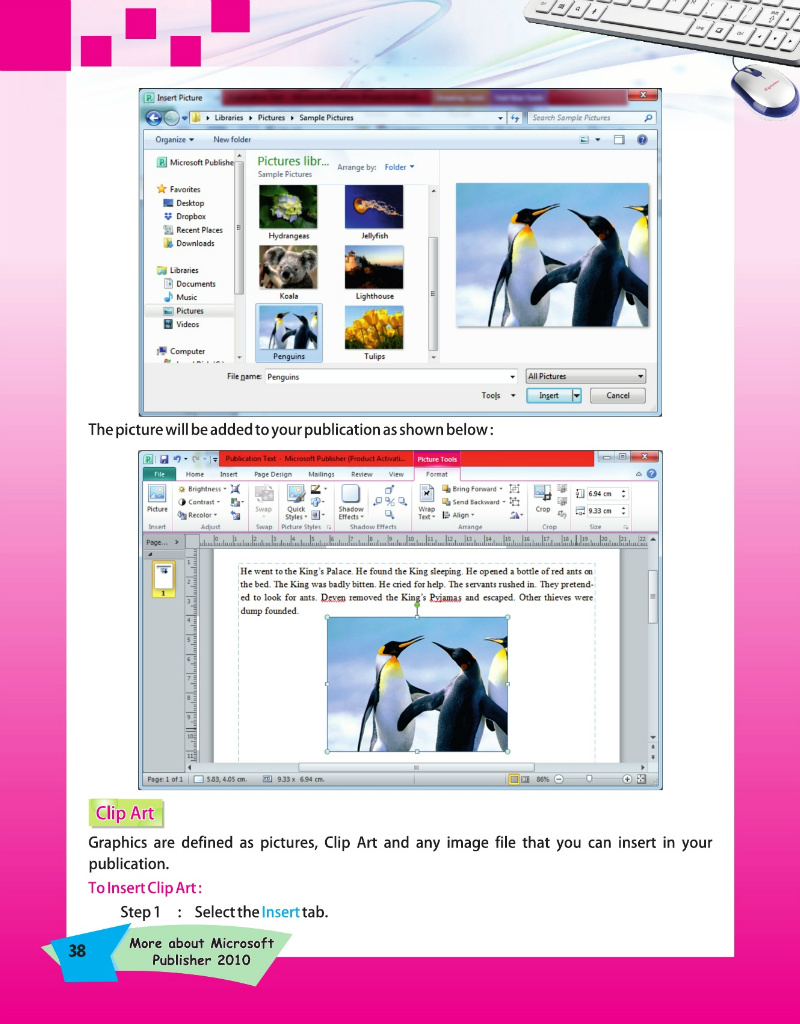 Insert Picture
Libraries ▸ Pictures ▸ Sample Pictures
Search Sample Pictures
Organize
New folder
Microsoft Publishe
Favorites
Desktop
Dropbox
Recent Places
Downloads
Libraries
Documents
Music
Pictures
Videos
Computer
Pictures libr...
Sample Pictures
Arrange by: Folder
Hydrangeas
Jellyfish
Koala
Lighthouse
Penguins
Tulips
File name: Penguins
All Pictures
Tools
Insert
Cancel
The picture will be added to your publication as shown below :
Publication Text - Microsoft Publisher (Product Activati...
Picture Tools
File Home Insert Page Design Mailings Review View Format
Picture
Insert
Brightness
Contrast
Recolor
Adjust
Swap
Swap
Quick
Styles
Picture Styles
Shadow
Effects
Shadow Effects
Wrap
Text
Bring Forward
Send Backward
Align
Arrange
Crop
Crop
6.94 cm
9.33 cm
Size
Page...
1
He went to the King's Palace. He found the King sleeping. He opened a bottle of red ants on
the bed. The King was badly bitten. He cried for help. The servants rushed in. They pretend-
ed to look for ants. Deven removed the King's Pyjamas and escaped. Other thieves were
dump founded.
Page: 1 of 1
5.83, 4.05 cm.
9.33 x 6.94 cm.
86%
Clip Art
Graphics are defined as pictures, Clip Art and any image file that you can insert in your
publication.
To Insert Clip Art :
Step 1 : Select the Insert tab.
38
More about Microsoft
Publisher 2010